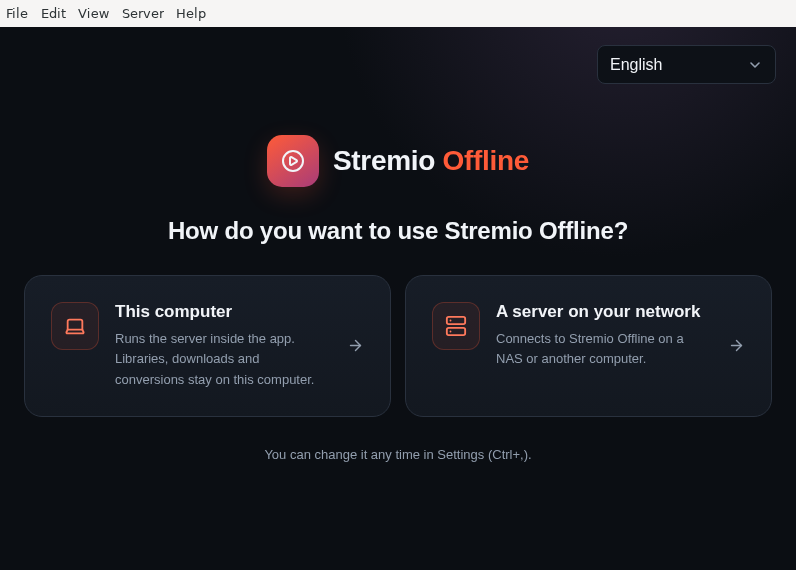 File Edit View Server Help
English
Stremio Offline
How do you want to use Stremio Offline?
This computer
Runs the server inside the app.
Libraries, downloads and
conversions stay on this computer.
A server on your network
Connects to Stremio Offline on a
NAS or another computer.
You can change it any time in Settings (Ctrl+,).